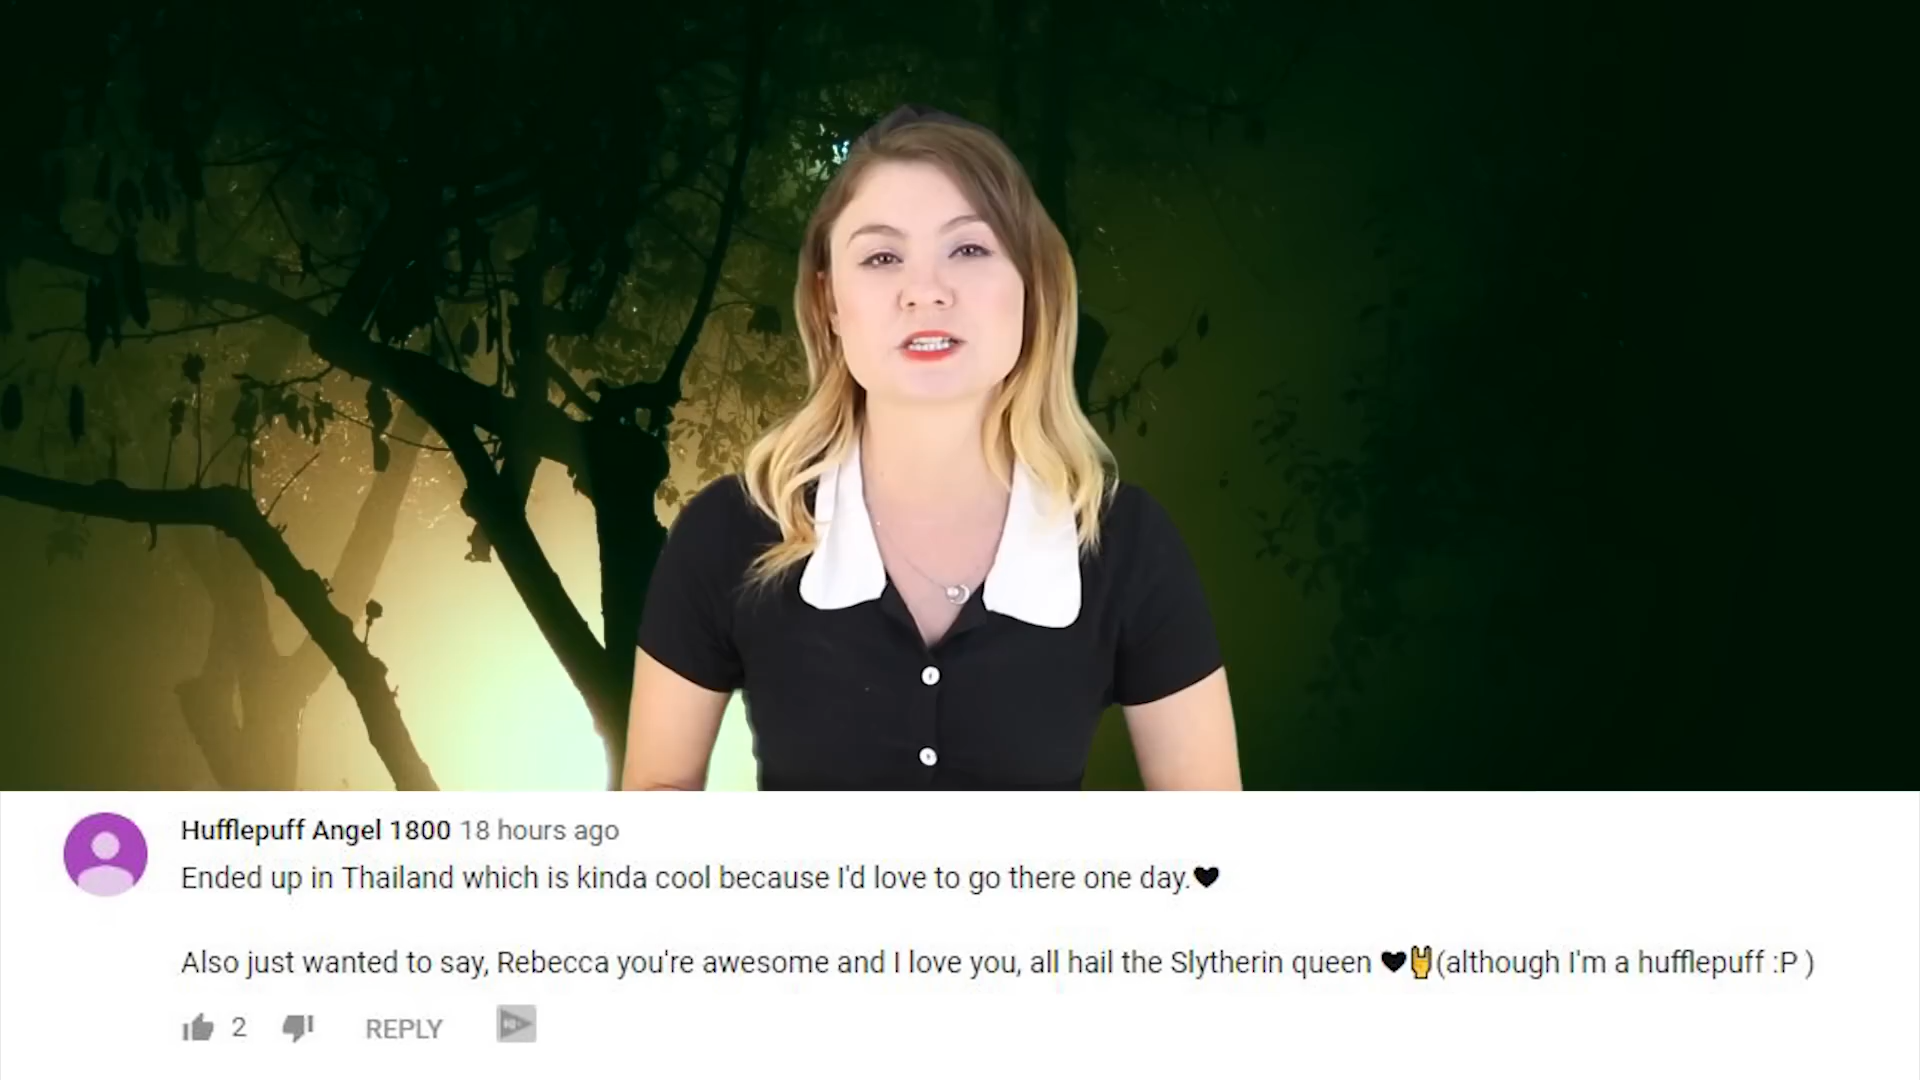 Hufflepuff Angel 1800 18 hours ago
Ended up in Thailand which is kinda cool because I'd love to go there one day.🖤
Also just wanted to say, Rebecca you're awesome and I love you, all hail the Slytherin queen 🖤🤘(although I'm a hufflepuff :P )
2 REPLY